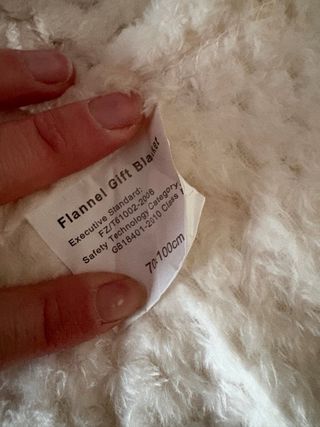 Flannel Gift Blanket
Executive Standard:
FZ/T61002-2006
Safety Technology Category
GB18401-2010 Class
70*100cm